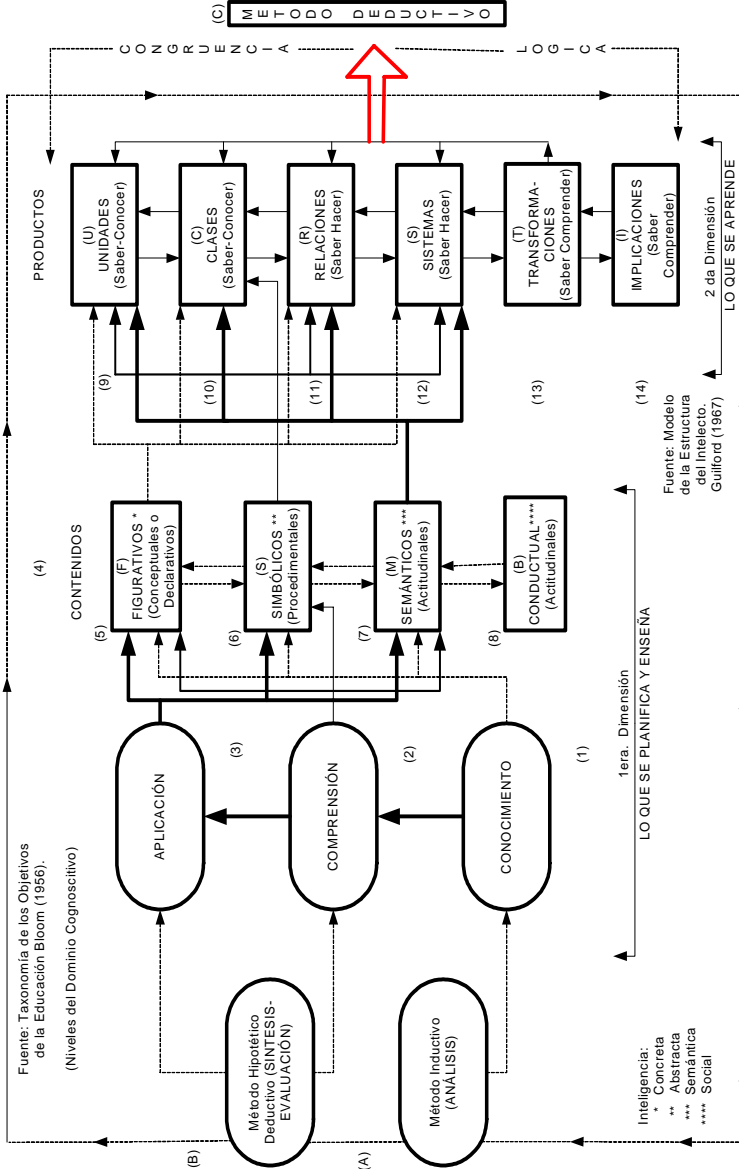 Fuente: Taxonomía de los Objetivos
de la Educación Bloom (1956).
(Niveles del Dominio Cognoscitivo)
(4)
CONTENIDOS
PRODUCTOS
(C)
METODO DEDUCTIVO
CONGRUENCIA
LOGICA
(B)
Método Hipotético
Deductivo (SINTESIS-
EVALUACIÓN)
(A)
Método Inductivo
(ANÁLISIS)
APLICACIÓN
(3)
COMPRENSIÓN
(2)
CONOCIMIENTO
(1)
(5)
(F)
FIGURATIVOS *
(Conceptuales o
Declarativos)
(6)
(S)
SIMBÓLICOS **
(Procedimentales)
(7)
(M)
SEMÁNTICOS ***
(Actitudinales)
(8)
(B)
CONDUCTUAL ****
(Actitudinales)
(9)
(10)
(11)
(12)
(13)
(14)
(U)
UNIDADES
(Saber-Conocer)
(C)
CLASES
(Saber-Conocer)
(R)
RELACIONES
(Saber Hacer)
(S)
SISTEMAS
(Saber Hacer)
(T)
TRANSFORMA-
CIONES
(Saber Comprender)
IMPLICACIONES
(I)
(Saber
Comprender)
Inteligencia:
* Concreta
** Abstracta
*** Semántica
**** Social
1era. Dimensión
LO QUE SE PLANIFICA Y ENSEÑA
Fuente: Modelo
de la Estructura
del Intelecto.
Guilford (1967)
2 da Dimensión
LO QUE SE APRENDE